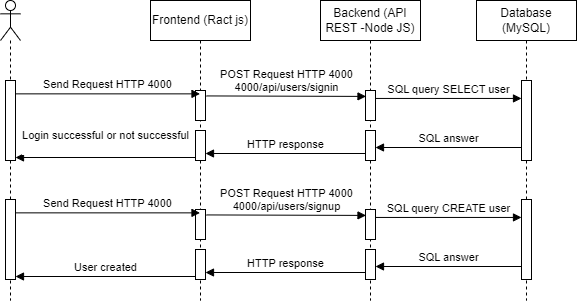 Frontend (Ract js)
Backend (API
REST -Node JS)
Database
(MySQL)
Send Request HTTP 4000
POST Request HTTP 4000
4000/api/users/signin
SQL query SELECT user
Login successful or not successful
HTTP response
SQL answer
Send Request HTTP 4000
POST Request HTTP 4000
4000/api/users/signup
SQL query CREATE user
User created
HTTP response
SQL answer